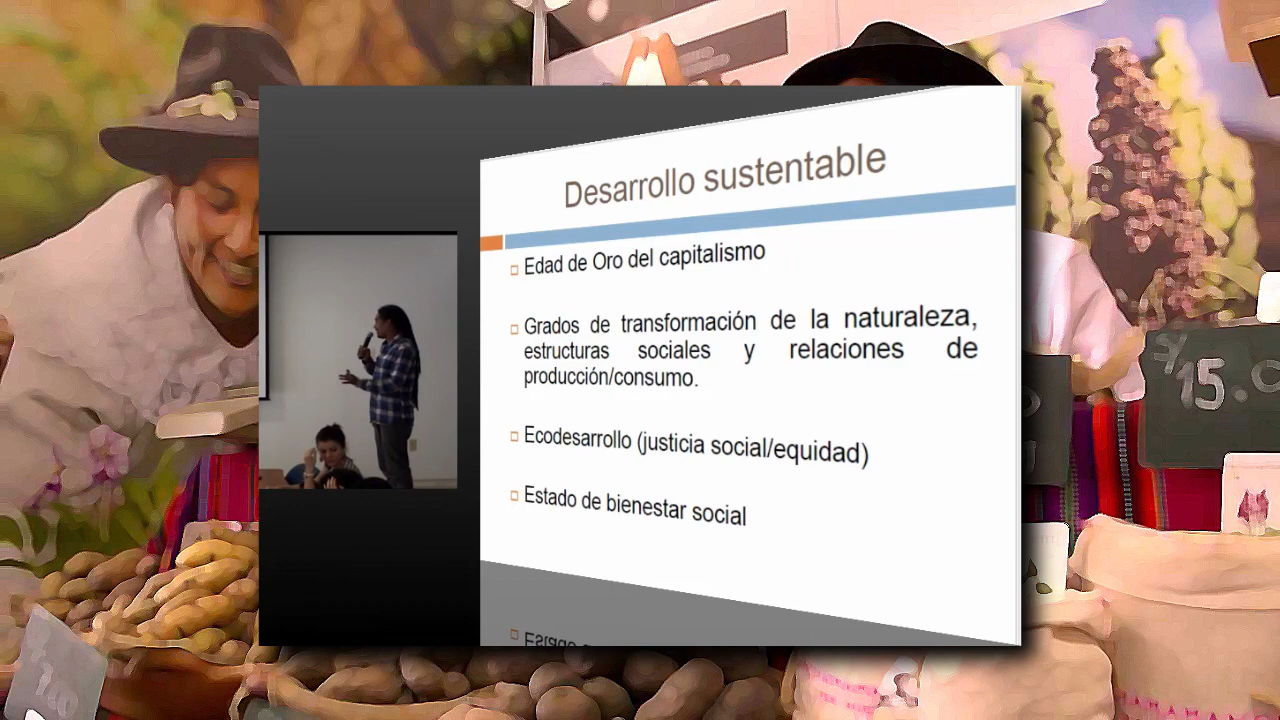 Desarrollo sustentable
Edad de Oro del capitalismo
Grados de transformación de la naturaleza,
estructuras sociales y relaciones de
producción/consumo.
Ecodesarrollo (justicia social/equidad)
Estado de bienestar social
S/15.